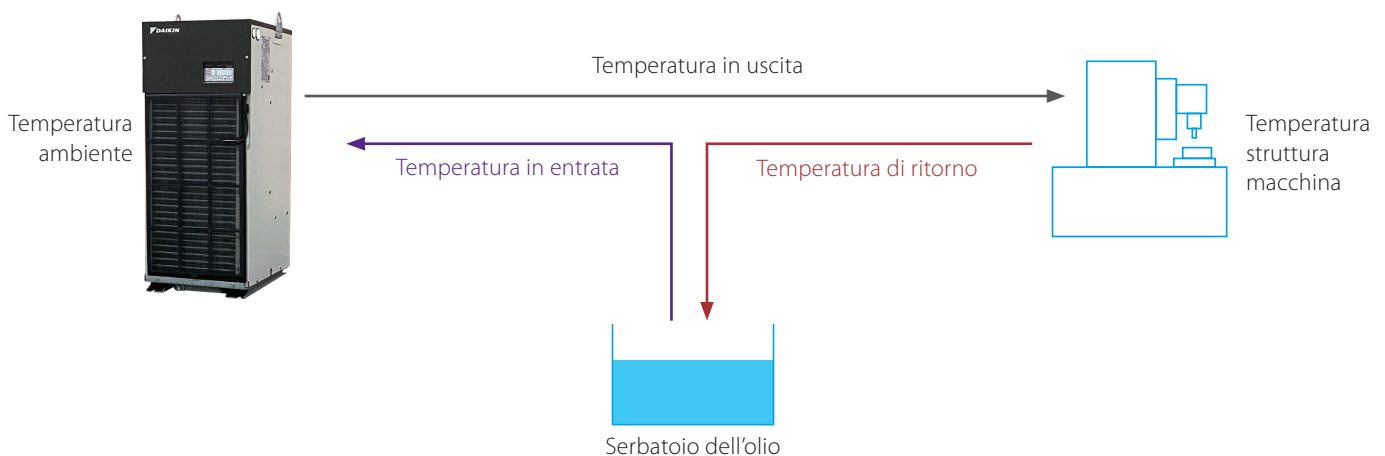 DAIKIN
Temperatura in uscita
Temperatura
ambiente
Temperatura in entrata
Temperatura di ritorno
Temperatura
struttura
macchina
Serbatoio dell'olio